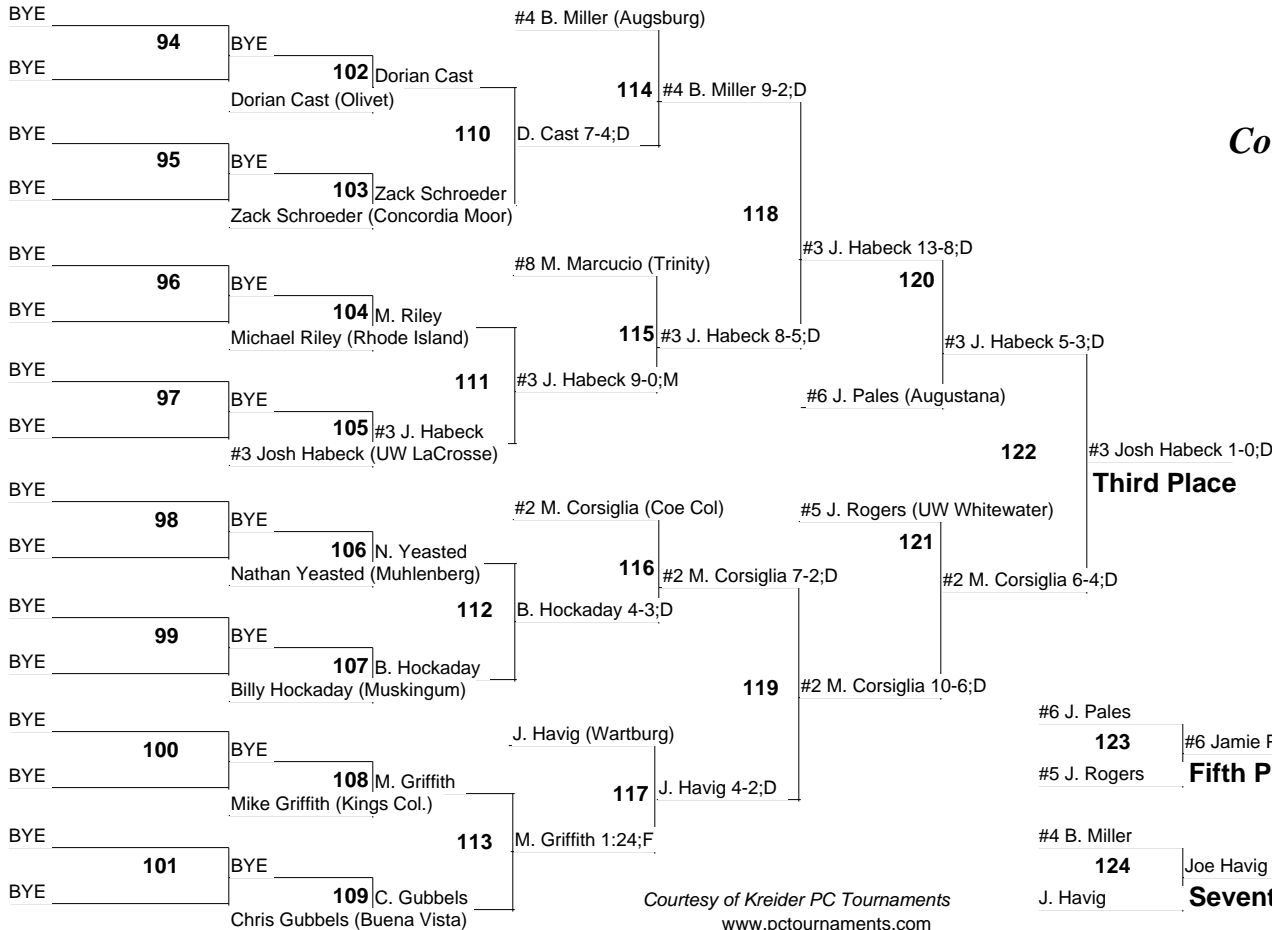 BYE
94
BYE
BYE
102
Dorian Cast
Dorian Cast (Olivet)
110
D. Cast 7-4;D
BYE
95
BYE
BYE
103
Zack Schroeder
Zack Schroeder (Concordia Moor)
BYE
96
BYE
BYE
104
M. Riley
Michael Riley (Rhode Island)
111
#3 J. Habeck 9-0;M
BYE
97
BYE
BYE
105
#3 J. Habeck
#3 Josh Habeck (UW LaCrosse)
BYE
98
BYE
BYE
106
N. Yeasted
Nathan Yeasted (Muhlenberg)
112
B. Hockaday 4-3;D
BYE
99
BYE
BYE
107
B. Hockaday
Billy Hockaday (Muskingum)
BYE
100
BYE
BYE
108
M. Griffith
Mike Griffith (Kings Col.)
113
M. Griffith 1:24;F
BYE
101
BYE
BYE
109
C. Gubbels
Chris Gubbels (Buena Vista)
#4 B. Miller (Augsburg)
114
#4 B. Miller 9-2;D
118
#3 J. Habeck 13-8;D
#8 M. Marcucio (Trinity)
115
#3 J. Habeck 8-5;D
120
#3 J. Habeck 5-3;D
#6 J. Pales (Augustana)
122
#3 Josh Habeck 1-0;D
Third Place
#2 M. Corsiglia (Coe Col)
116
#2 M. Corsiglia 7-2;D
#5 J. Rogers (UW Whitewater)
121
#2 M. Corsiglia 6-4;D
119
#2 M. Corsiglia 10-6;D
J. Havig (Wartburg)
117
J. Havig 4-2;D
#6 J. Pales
123
#6 Jamie
#5 J. Rogers
Fifth
#4 B. Miller
124
Joe Havig
J. Havig
Courtesy of Kreider PC Tournaments
www.pctournaments.com